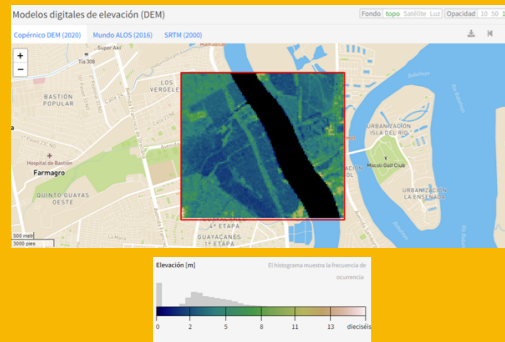 Modelos digitales de elevación (DEM)
Fondo topo Satélite Luz Opacidad 10 50
Copérnico DEM (2020) Mundo ALOS (2016) SRTM (2000)
Tía 308
BASTIÓN
POPULAR
LOS
VERGELES
Hospital de Bastion
Farmagro
QUINTO GUAYAS
OESTE
URBANIZACIÓN
ISLA DEL RÍO
Mocolí Golf Club
URBANIZACIÓN
LA ENSENADA
4ª ETAPA
GUAYACANES
1ª ETAPA
3000 pies
Elevación [m]
El histograma muestra la frecuencia de
ocurrencia
0 2 5 8 11 13 dieciséis